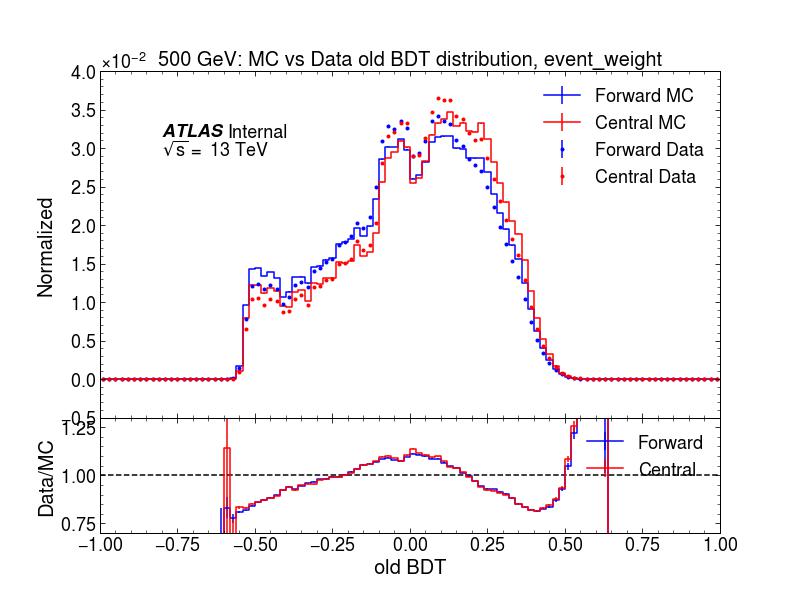 ×10⁻² 500 GeV: MC vs Data old BDT distribution, event_weight
4.0
3.5
3.0
2.5
2.0
1.5
1.0
0.5
0.0
−0.5
Normalized
ATLAS Internal
√s = 13 TeV
Forward MC
Central MC
Forward Data
Central Data
1.25
1.00
0.75
Data/MC
Forward
Central
−1.00 −0.75 −0.50 −0.25 0.00 0.25 0.50 0.75 1.00
old BDT